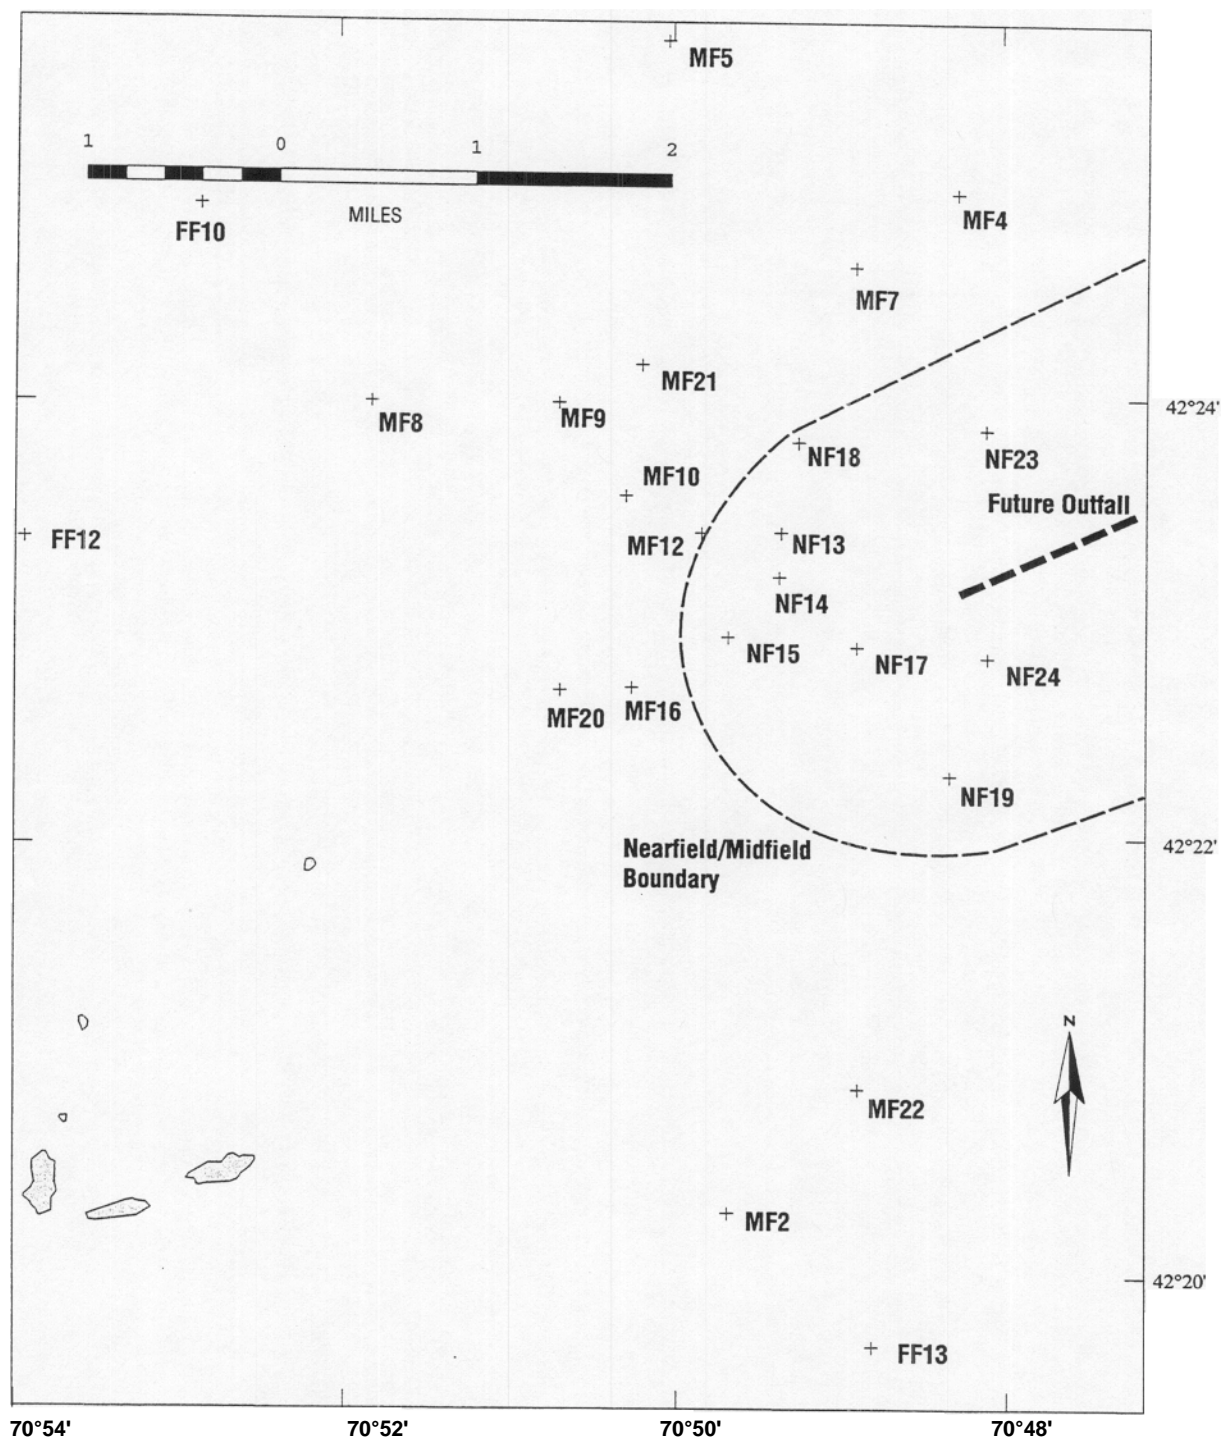 MF5
1 0 1 2
MILES
FF10
MF4
MF7
MF21
MF8
MF9
42°24'
NF18
NF23
MF10
Future Outfall
FF12
MF12
NF13
NF14
NF15
NF17
NF24
MF20
MF16
NF19
Nearfield/Midfield
Boundary
42°22'
N
MF22
MF2
42°20'
FF13
70°54' 70°52' 70°50' 70°48'